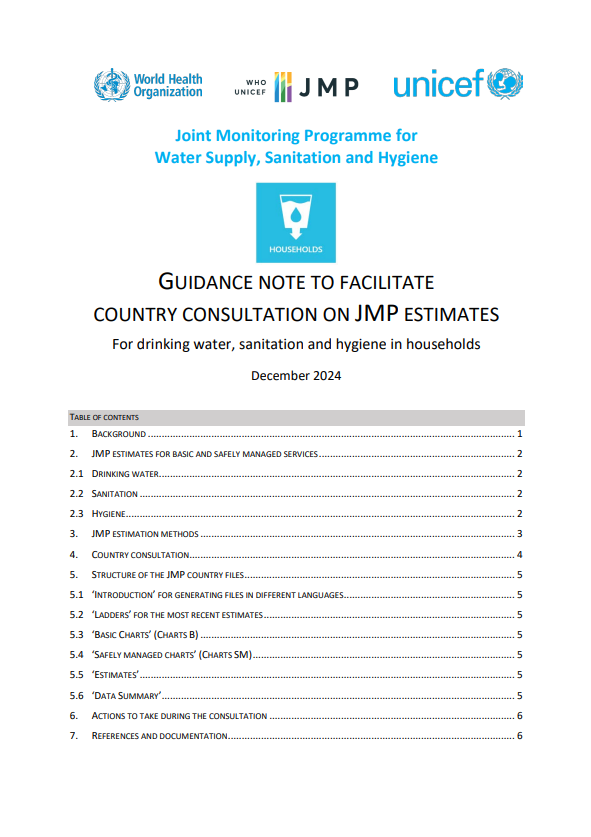 World Health
Organization
WHO
UNICEF
JMP
unicef
Joint Monitoring Programme for
Water Supply, Sanitation and Hygiene
HOUSEHOLDS
GUIDANCE NOTE TO FACILITATE
COUNTRY CONSULTATION ON JMP ESTIMATES
For drinking water, sanitation and hygiene in households
December 2024
TABLE OF CONTENTS
1. BACKGROUND 1
2. JMP ESTIMATES FOR BASIC AND SAFELY MANAGED SERVICES 2
2.1 DRINKING WATER 2
2.2 SANITATION 2
2.3 HYGIENE 2
3. JMP ESTIMATION METHODS 3
4. COUNTRY CONSULTATION 4
5. STRUCTURE OF THE JMP COUNTRY FILES 5
5.1 ‘INTRODUCTION’ FOR GENERATING FILES IN DIFFERENT LANGUAGES 5
5.2 ‘LADDERS’ FOR THE MOST RECENT ESTIMATES 5
5.3 ‘BASIC CHARTS’ (CHARTS B) 5
5.4 ‘SAFELY MANAGED CHARTS’ (CHARTS SM) 5
5.5 ‘ESTIMATES’ 5
5.6 ‘DATA SUMMARY’ 5
6. ACTIONS TO TAKE DURING THE CONSULTATION 6
7. REFERENCES AND DOCUMENTATION 6